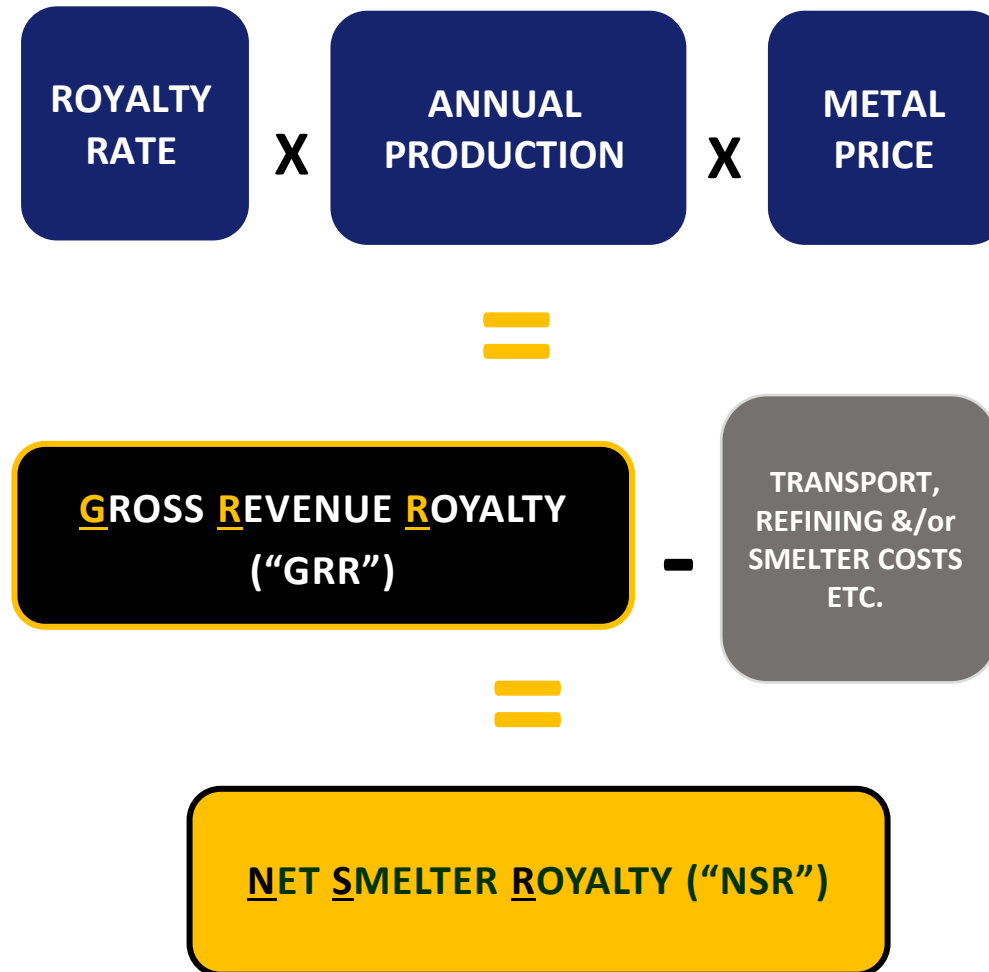 ROYALTY
RATE
X
ANNUAL
PRODUCTION
X
METAL
PRICE
=
GROSS REVENUE ROYALTY
(“GRR”)
-
TRANSPORT,
REFINING &/or
SMELTER COSTS
ETC.
=
NET SMELTER ROYALTY (“NSR”)